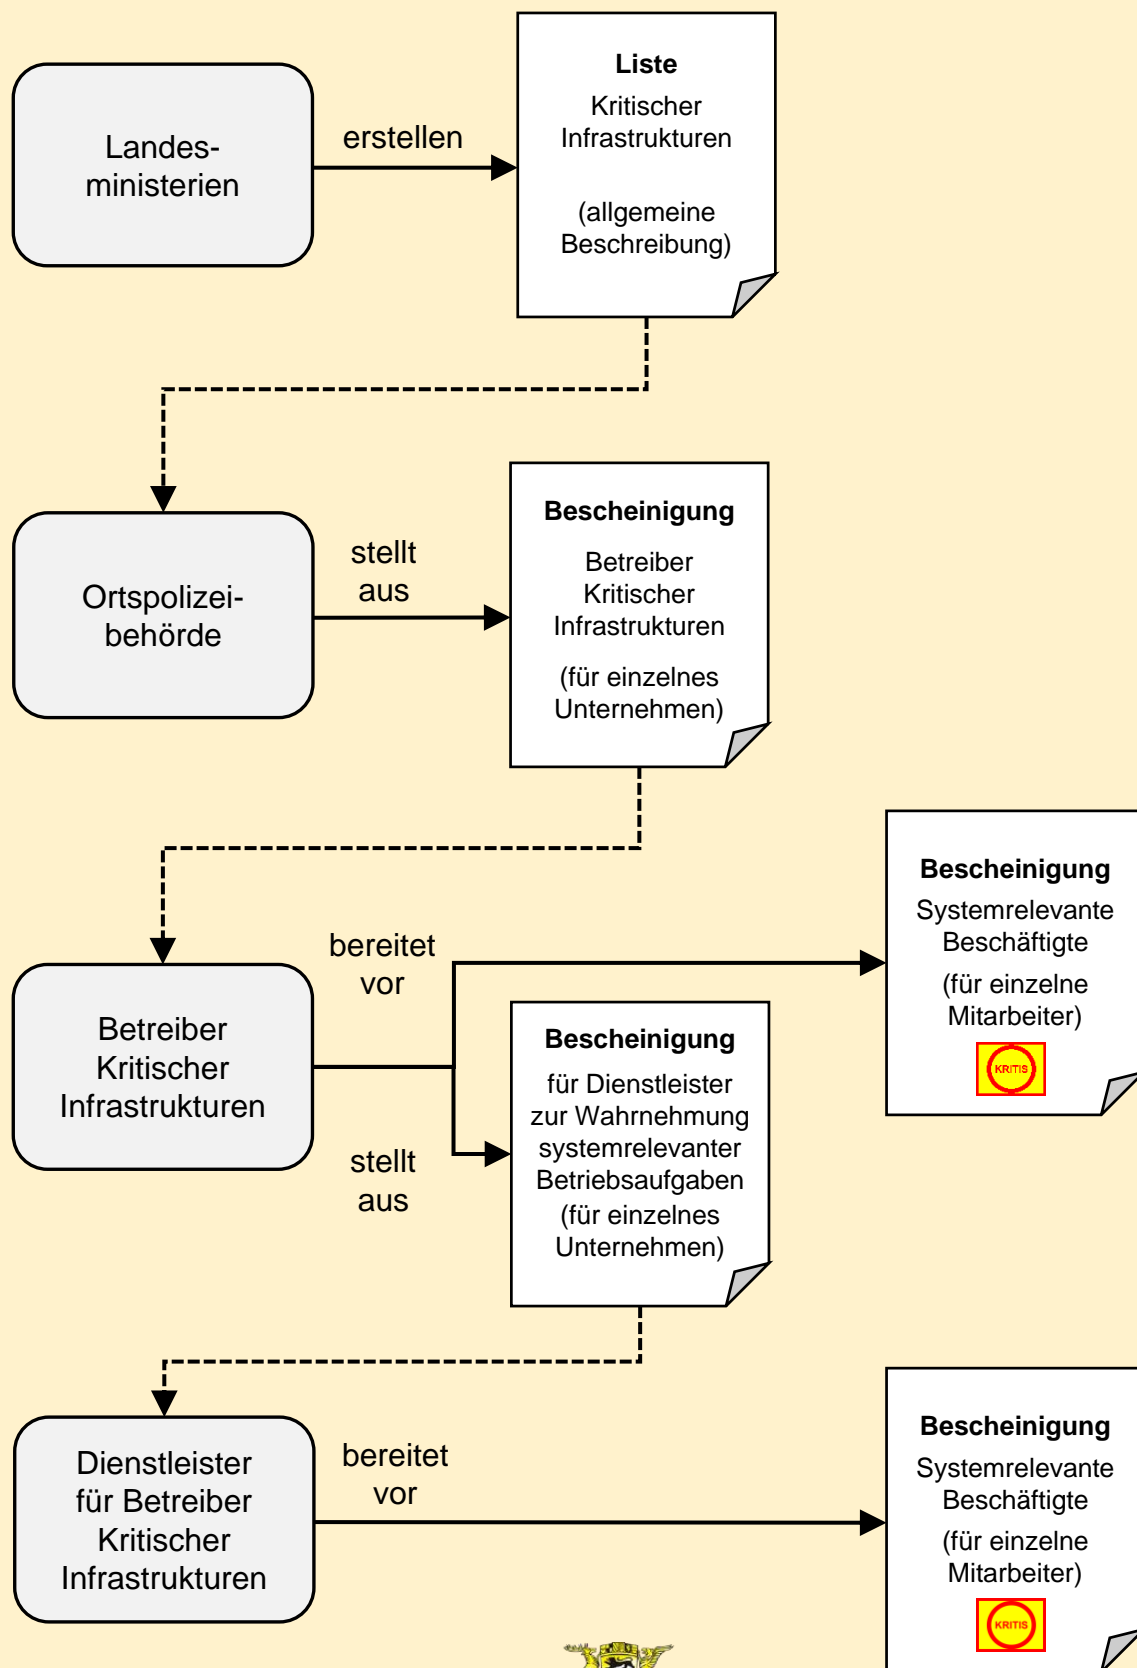 Landes-
ministerien
erstellen
Liste
Kritischer
Infrastrukturen
(allgemeine
Beschreibung)
Ortspolizei-
behörde
stellt
aus
Bescheinigung
Betreiber
Kritischer
Infrastrukturen
(für einzelnes
Unternehmen)
Betreiber
Kritischer
Infrastrukturen
bereitet
vor
Bescheinigung
Systemrelevante
Beschäftigte
(für einzelne
Mitarbeiter)
KRITIS
stellt
aus
Bescheinigung
für Dienstleister
zur Wahrnehmung
systemrelevanter
Betriebsaufgaben
(für einzelnes
Unternehmen)
Dienstleister
für Betreiber
Kritischer
Infrastrukturen
bereitet
vor
Bescheinigung
Systemrelevante
Beschäftigte
(für einzelne
Mitarbeiter)
KRITIS